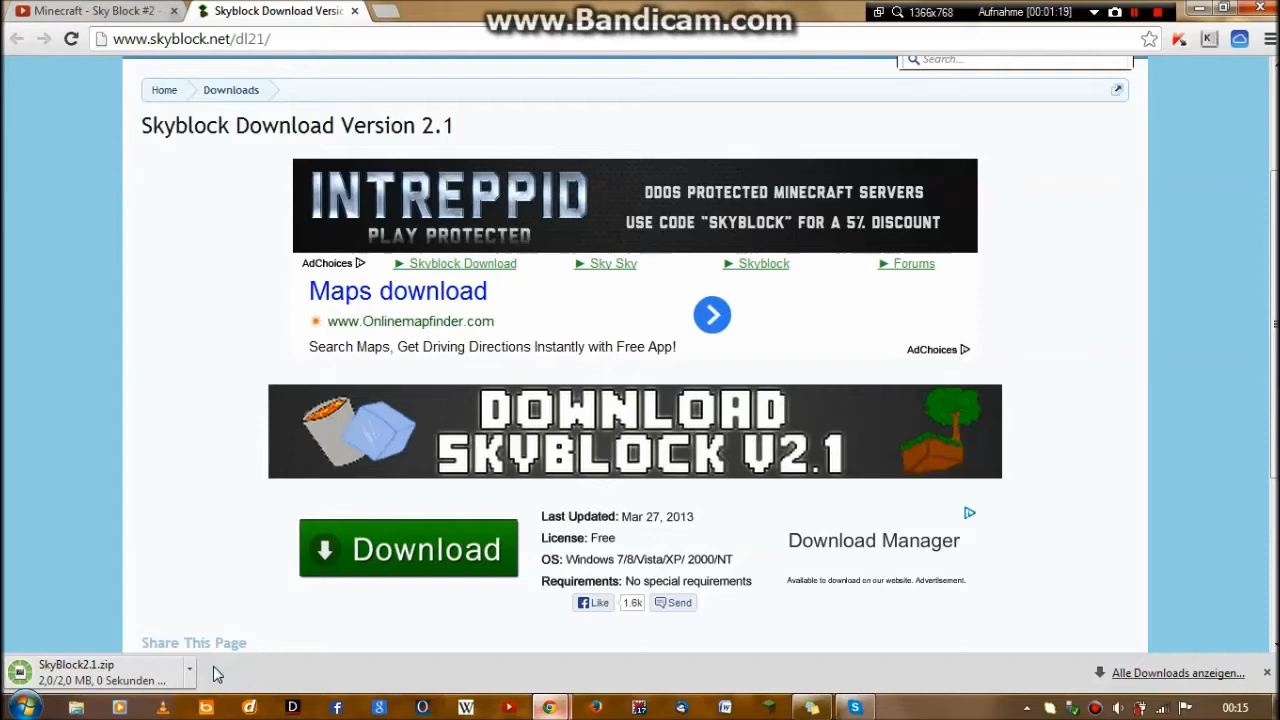 Minecraft - Sky Block #2 -
Skyblock Download Versic
www.Bandicam.com
1366x768
Aufnahme [00:01:19]
www.skyblock.net/dl21/
Search...
Home
Downloads
Skyblock Download Version 2.1
INTREPPID
PLAY PROTECTED
DDOS PROTECTED MINECRAFT SERVERS
USE CODE "SKYBLOCK" FOR A 5% DISCOUNT
AdChoices
► Skyblock Download
► Sky Sky
► Skyblock
► Forums
Maps download
www.Onlinemapfinder.com
Search Maps, Get Driving Directions Instantly with Free App!
AdChoices
DOWNLOAD
SKYBLOCK V2.1
Download
Last Updated: Mar 27, 2013
License: Free
OS: Windows 7/8/Vista/XP/ 2000/NT
Requirements: No special requirements
Like
1.6k
Send
Download Manager
Available to download on our website. Advertisement.
Share This Page
SkyBlock2.1.zip
2,0/2,0 MB, 0 Sekunden ...
Alle Downloads anzeigen...
00:15